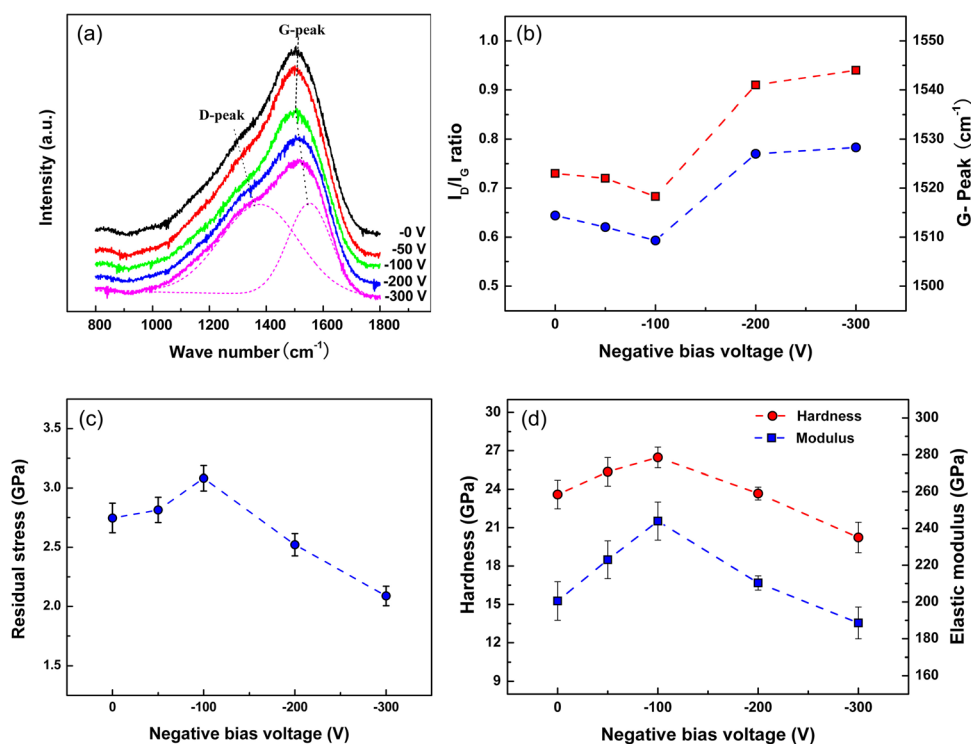 (a)
G-peak
D-peak
-0 V
-50 V
-100 V
-200 V
-300 V
Intensity (a.u.)
800 1000 1200 1400 1600 1800
Wave number (cm⁻¹)
(b)
1.0
0.9
0.8
0.7
0.6
0.5
I_D/I_G ratio
1550
1540
1530
1520
1510
1500
G- Peak (cm⁻¹)
0 -100 -200 -300
Negative bias voltage (V)
(c)
3.5
3.0
2.5
2.0
1.5
Residual stress (GPa)
0 -100 -200 -300
Negative bias voltage (V)
(d)
Hardness
Modulus
30
27
24
21
18
15
12
9
Hardness (GPa)
300
280
260
240
220
200
180
160
Elastic modulus (GPa)
0 -100 -200 -300
Negative bias voltage (V)